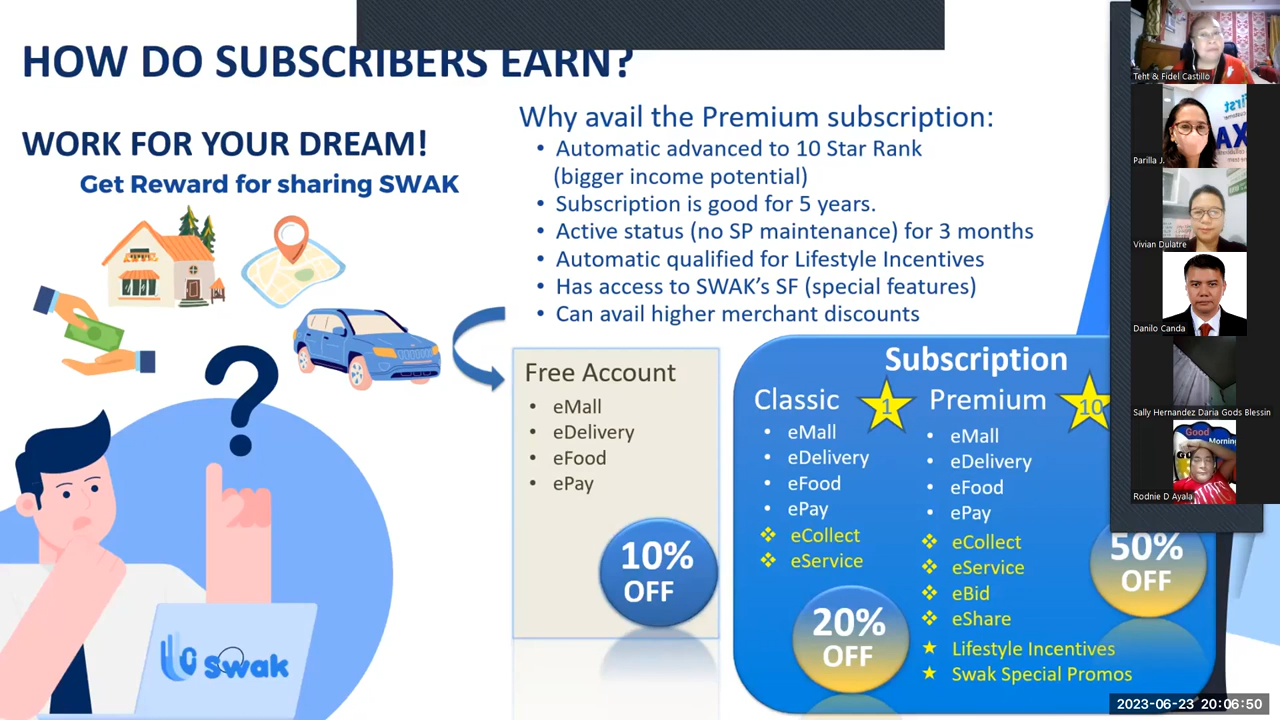 HOW DO SUBSCRIBERS EARN?
WORK FOR YOUR DREAM!
Get Reward for sharing SWAK
Why avail the Premium subscription:
• Automatic advanced to 10 Star Rank
(bigger income potential)
• Subscription is good for 5 years.
• Active status (no SP maintenance) for 3 months
• Automatic qualified for Lifestyle Incentives
• Has access to SWAK's SF (special features)
• Can avail higher merchant discounts
Free Account
• eMall
• eDelivery
• eFood
• ePay
10%
OFF
Subscription
Classic
1
• eMall
• eDelivery
• eFood
• ePay
❖ eCollect
❖ eService
20%
OFF
Premium
10
• eMall
• eDelivery
• eFood
• ePay
❖ eCollect
❖ eService
❖ eBid
❖ eShare
★ Lifestyle Incentives
★ Swak Special Promos
50%
OFF
Swak
Teht & Fidel Castillo
Parilla J.
Vivian Dulatre
Danilo Canda
Sally Hernandez Daria Gods Blessin
Good
Morning
Rodnie D Ayala
2023-06-23 20:06:50